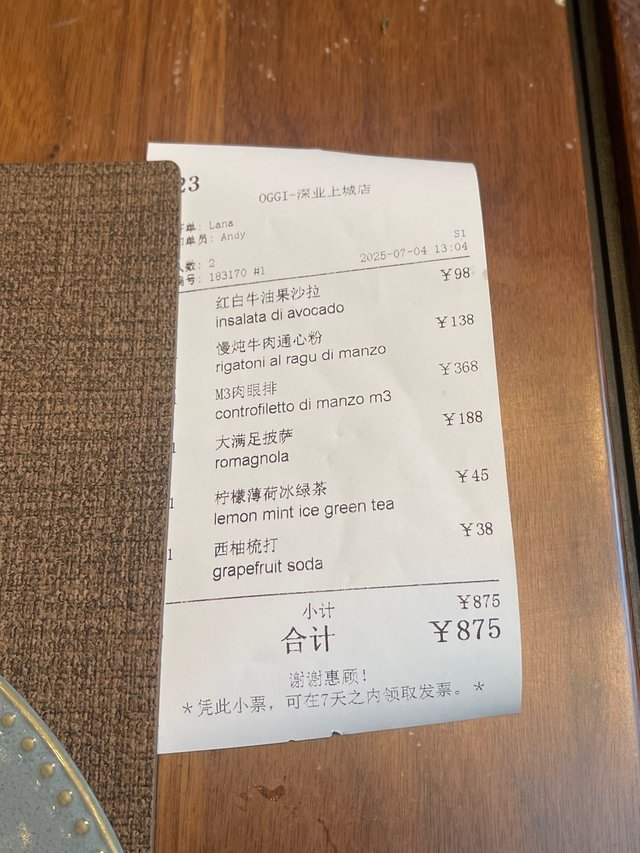 23
OGGI-深业上城店
单: Lana
单员: Andy
S1
人数: 2
2025-07-04 13:04
号: 183170 #1
红白牛油果沙拉 ¥98
insalata di avocado
慢炖牛肉通心粉 ¥138
rigatoni al ragu di manzo
M3肉眼排 ¥368
controfiletto di manzo m3
1 大满足披萨 ¥188
romagnola
1 柠檬薄荷冰绿茶 ¥45
lemon mint ice green tea
1 西柚梳打 ¥38
grapefruit soda
小计 ¥875
合计 ¥875
谢谢惠顾!
*凭此小票，可在7天之内领取发票。*